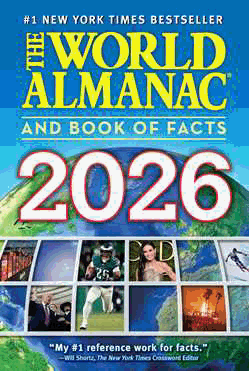 #1 NEW YORK TIMES BESTSELLER
THE WORLD
ALMANAC®
AND BOOK OF FACTS
2026
"My #1 reference work for facts."
—Will Shortz, The New York Times Crossword Editor